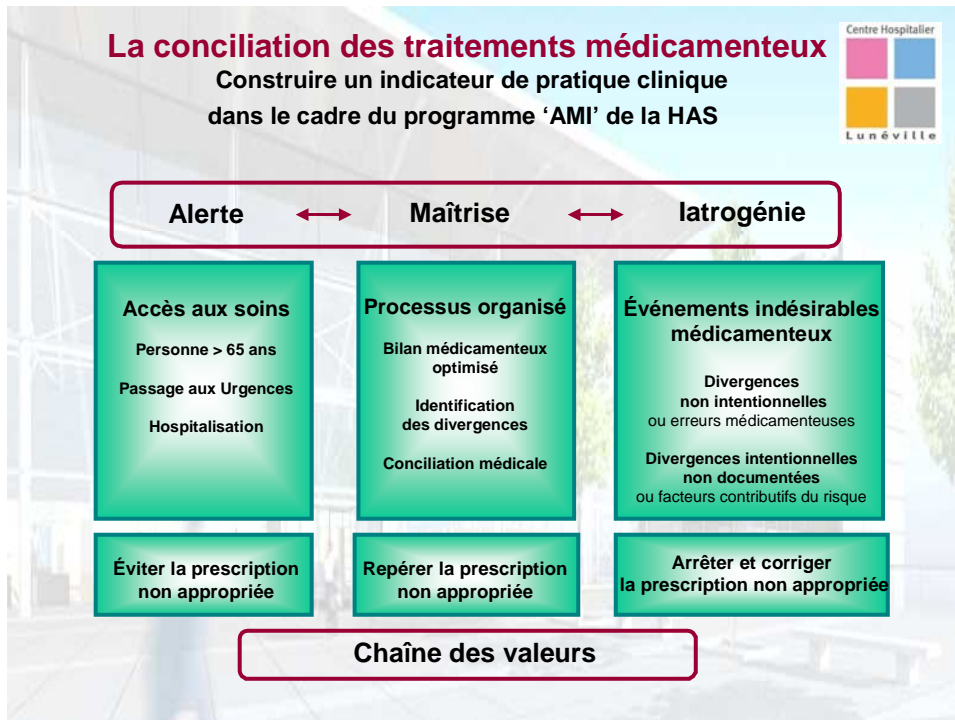 La conciliation des traitements médicamenteux
Construire un indicateur de pratique clinique
dans le cadre du programme ‘AMI’ de la HAS
Centre Hospitalier
Lunéville
Alerte
Maîtrise
Iatrogénie
Accès aux soins
Personne > 65 ans
Passage aux Urgences
Hospitalisation
Processus organisé
Bilan médicamenteux
optimisé
Identification
des divergences
Conciliation médicale
Événements indésirables
médicamenteux
Divergences
non intentionnelles
ou erreurs médicamenteuses
Divergences intentionnelles
non documentées
ou facteurs contributifs du risque
Éviter la prescription
non appropriée
Repérer la prescription
non appropriée
Arrêter et corriger
la prescription non appropriée
Chaîne des valeurs